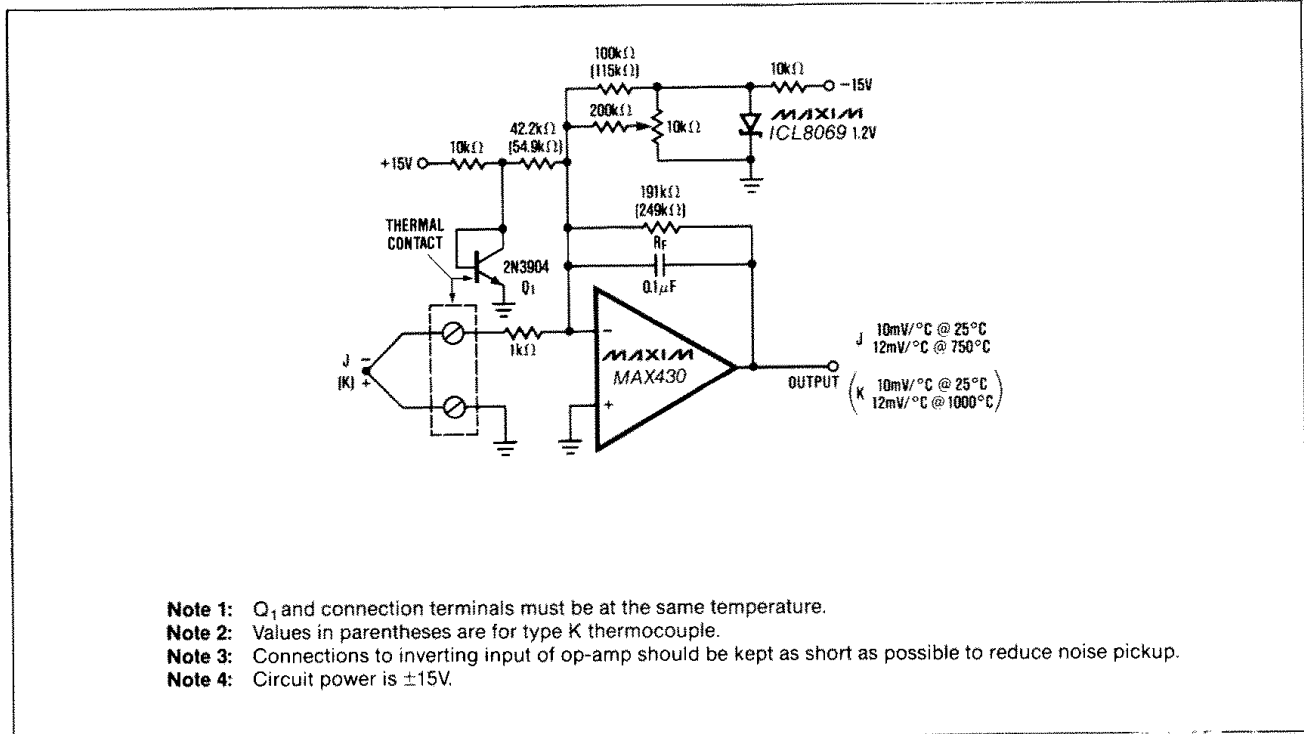 100kΩ
(115kΩ)
10kΩ
−15V
200kΩ
10kΩ
MAXIM
ICL8069 1.2V
42.2kΩ
(54.9kΩ)
10kΩ
+15V
191kΩ
(249kΩ)
RF
0.1μF
THERMAL
CONTACT
2N3904
Q1
J −
(K) +
1kΩ
−
MAXIM
MAX430
+
OUTPUT
J 10mV/°C @ 25°C
12mV/°C @ 750°C
(K 10mV/°C @ 25°C
12mV/°C @ 1000°C)
Note 1: Q1 and connection terminals must be at the same temperature.
Note 2: Values in parentheses are for type K thermocouple.
Note 3: Connections to inverting input of op-amp should be kept as short as possible to reduce noise pickup.
Note 4: Circuit power is ±15V.